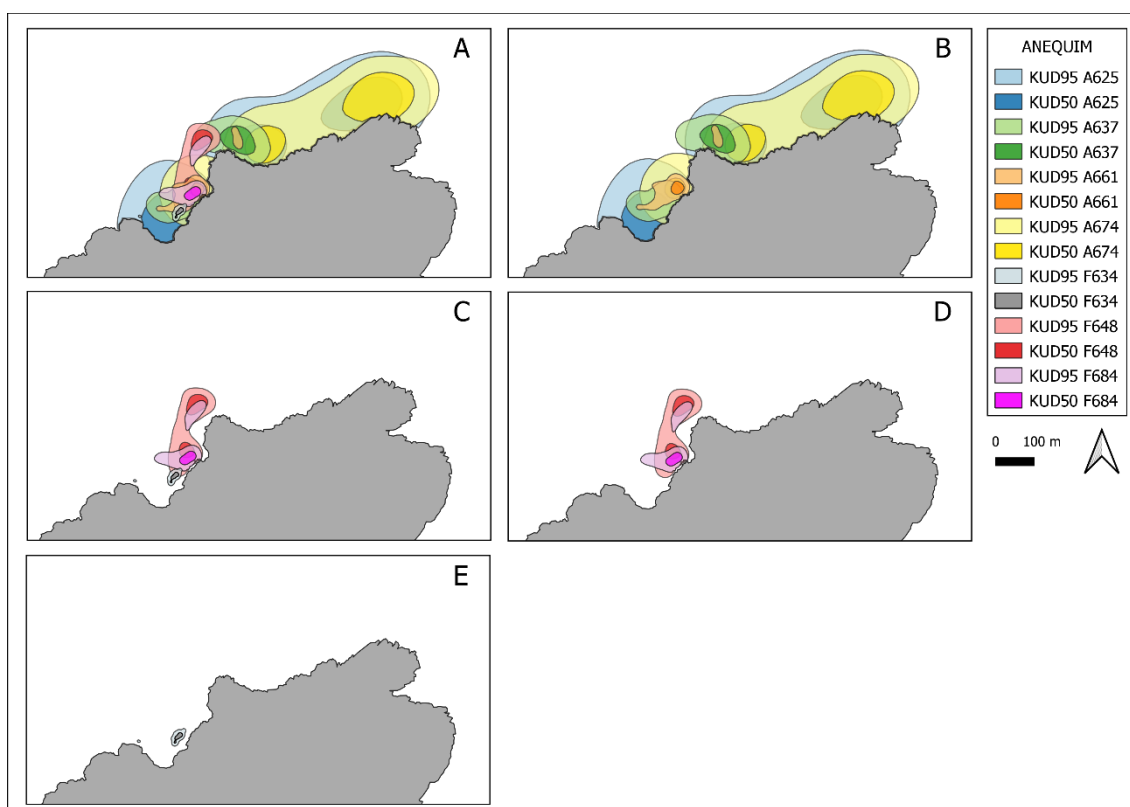 A
B
C
D
E
ANEQUIM
KUD95 A625
KUD50 A625
KUD95 A637
KUD50 A637
KUD95 A661
KUD50 A661
KUD95 A674
KUD50 A674
KUD95 F634
KUD50 F634
KUD95 F648
KUD50 F648
KUD95 F684
KUD50 F684
0 100 m